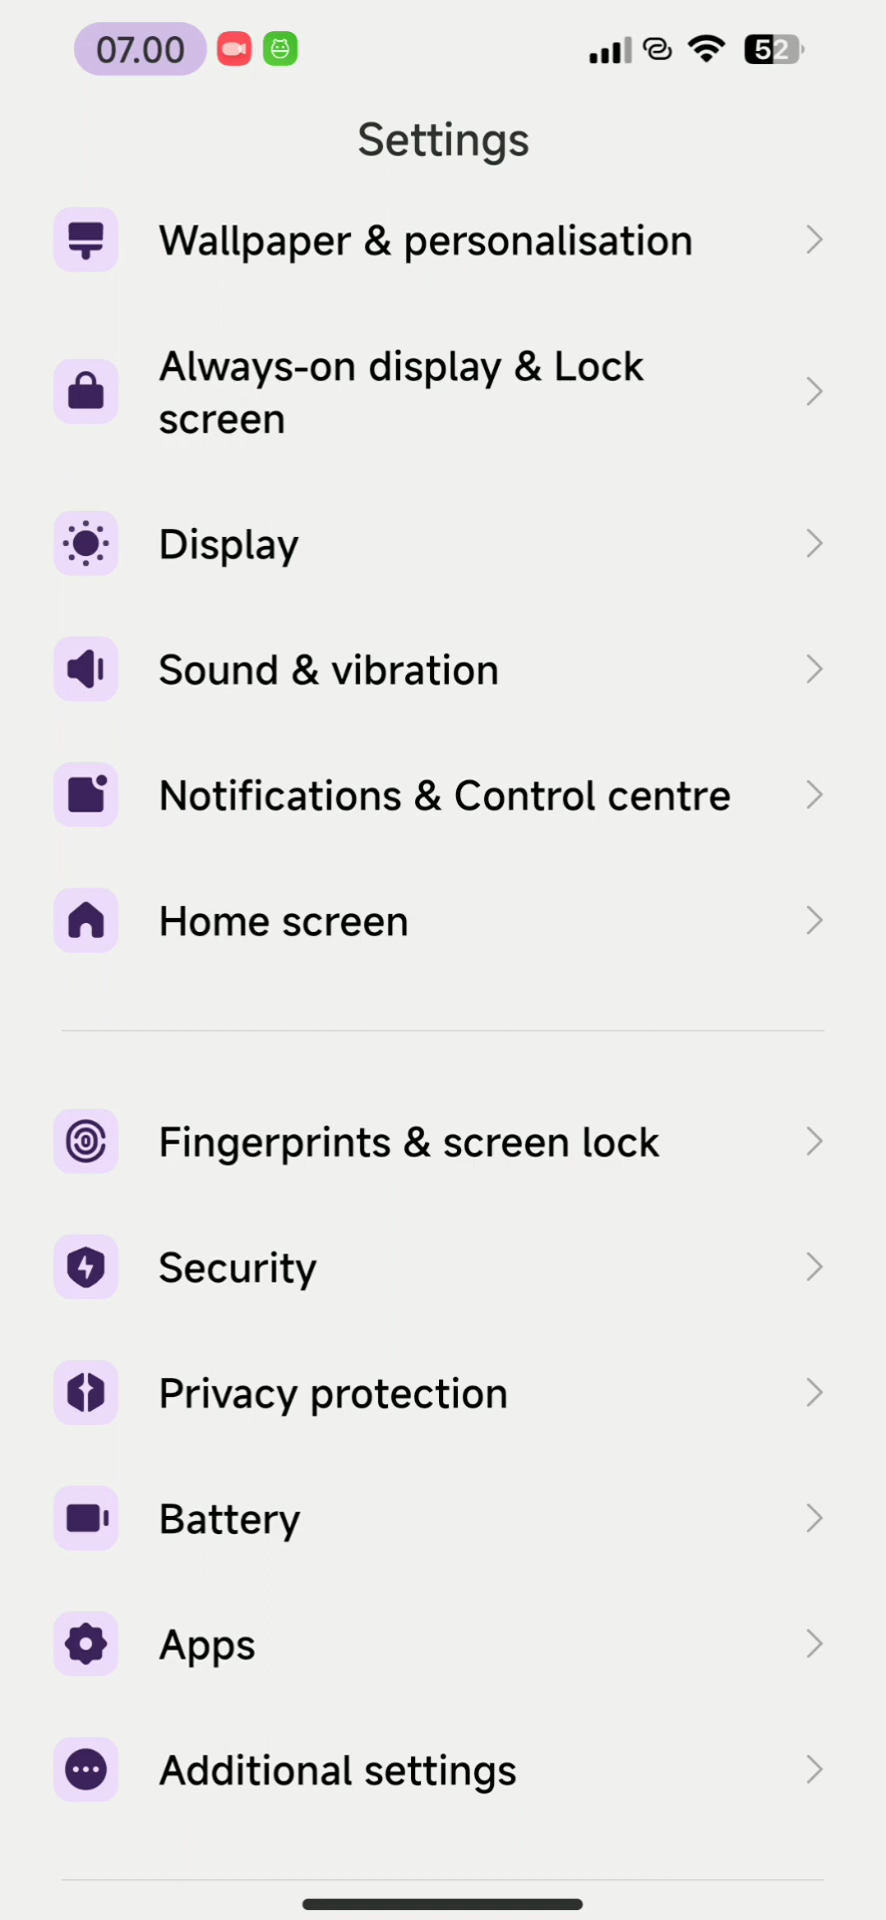 07.00
52
Settings
Wallpaper & personalisation
Always-on display & Lock
screen
Display
Sound & vibration
Notifications & Control centre
Home screen
Fingerprints & screen lock
Security
Privacy protection
Battery
Apps
Additional settings